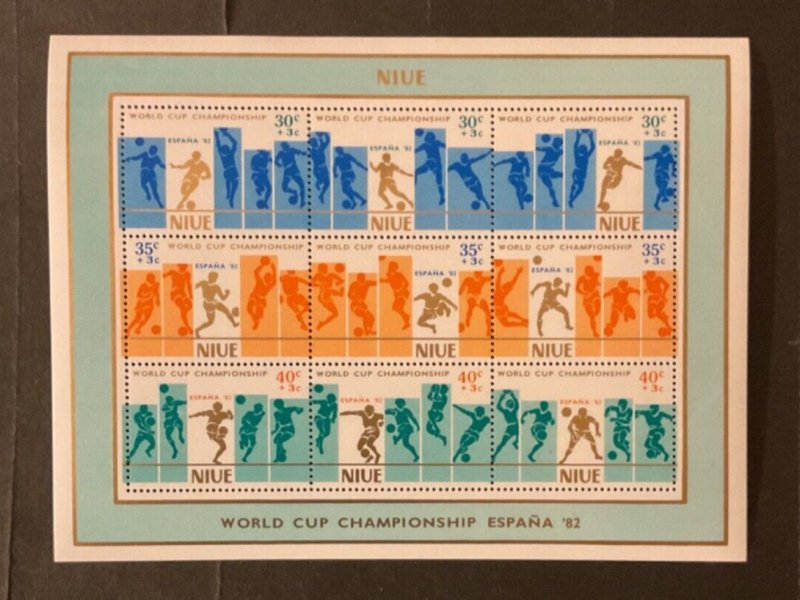 NIUE
WORLD CUP CHAMPIONSHIP 30c + 3c
ESPAÑA '82
NIUE
WORLD CUP CHAMPIONSHIP 30c + 3c
ESPAÑA '82
NIUE
WORLD CUP CHAMPIONSHIP 30c + 3c
ESPAÑA '82
NIUE
35c + 3c WORLD CUP CHAMPIONSHIP
ESPAÑA '82
NIUE
35c + 3c WORLD CUP CHAMPIONSHIP
ESPAÑA '82
NIUE
WORLD CUP CHAMPIONSHIP 35c + 3c
ESPAÑA '82
NIUE
WORLD CUP CHAMPIONSHIP 40c + 3c
ESPAÑA '82
NIUE
WORLD CUP CHAMPIONSHIP 40c + 3c
ESPAÑA '82
NIUE
WORLD CUP CHAMPIONSHIP 40c + 3c
ESPAÑA '82
NIUE
WORLD CUP CHAMPIONSHIP ESPAÑA '82